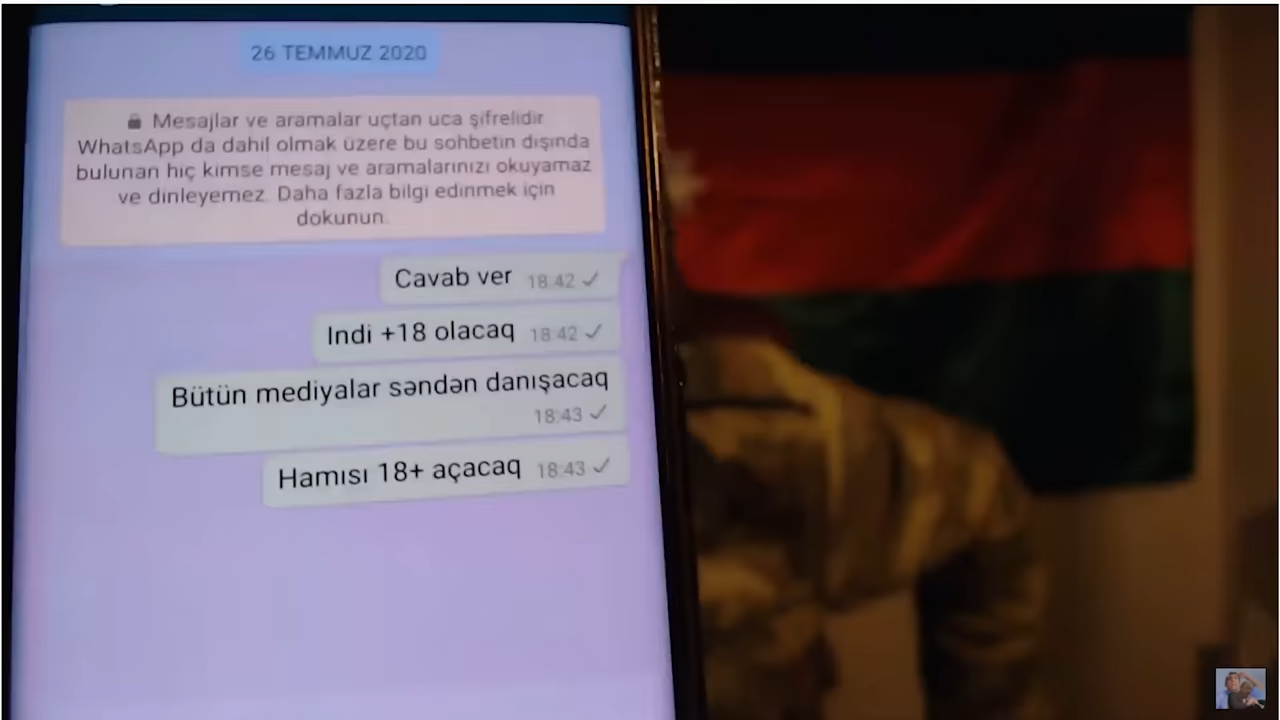 26 TEMMUZ 2020
Mesajlar ve aramalar uçtan uca şifrelidir
WhatsApp da dahil olmak üzere bu sohbetin dışında
bulunan hiç kimse mesaj ve aramalarınızı okuyamaz
ve dinleyemez. Daha fazla bilgi edinmek için
dokunun.
Cavab ver 18:42
Indi +18 olacaq 18:42
Bütün mediyalar səndən danışacaq
18:43
Hamısı 18+ açacaq 18:43